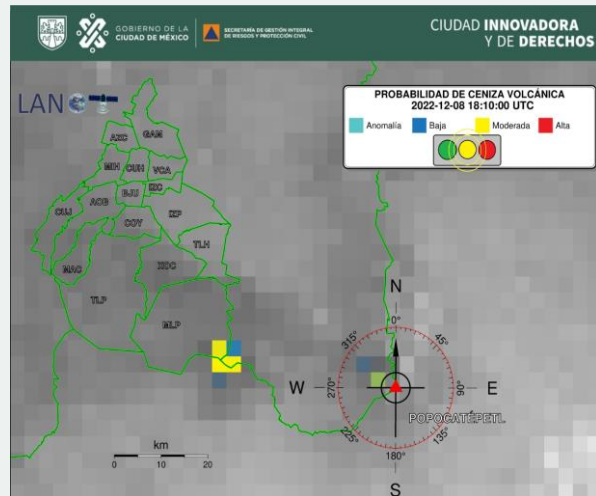 GOBIERNO DE LA
CIUDAD DE MÉXICO
SECRETARÍA DE GESTIÓN INTEGRAL
DE RIESGOS Y PROTECCIÓN CIVIL
CIUDAD INNOVADORA
Y DE DERECHOS
LAN
PROBABILIDAD DE CENIZA VOLCÁNICA
2022-12-08 18:10:00 UTC
Anomalía Baja Moderada Alta
AZC
GAM
MIH
CUH
VCA
BJU
IZC
CUJ
AOB
COY
IZP
TLH
MAC
XOC
TLP
MLP
N
0°
315°
45°
W
270°
90°
E
POPOCATÉPETL
225°
135°
180°
S
km
0 5 10 20